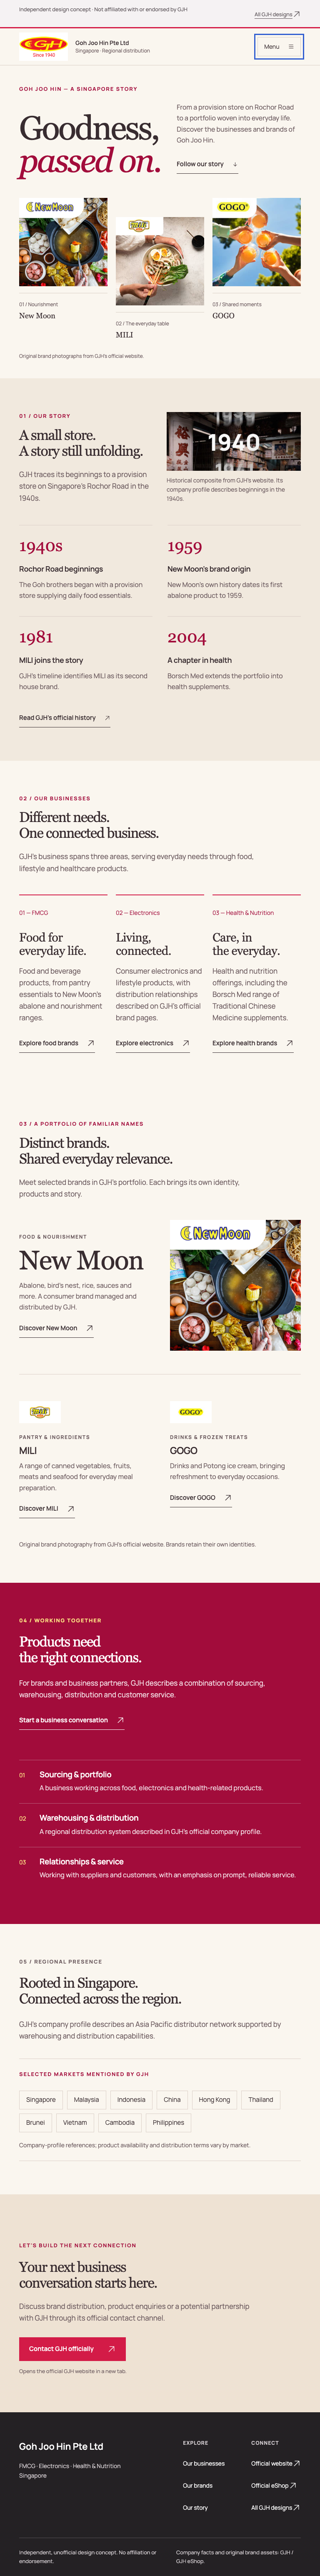 Independent design concept · Not affiliated with or endorsed by GJH
All GJH designs
GJH
Since 1940
Goh Joo Hin Pte Ltd
Singapore · Regional distribution
Menu
GOH JOO HIN — A SINGAPORE STORY
Goodness,
passed on.
From a provision store on Rochor Road
to a portfolio woven into everyday life.
Discover the businesses and brands of
Goh Joo Hin.
Follow our story
New Moon
MILI
GOGO
01 / Nourishment
New Moon
02 / The everyday table
MILI
03 / Shared moments
GOGO
Original brand photographs from GJH's official website.
01 / OUR STORY
A small store.
A story still unfolding.
GJH traces its beginnings to a provision
store on Singapore's Rochor Road in the
1940s.
1940
Historical composite from GJH's website. Its
company profile describes beginnings in the
1940s.
1940s
Rochor Road beginnings
The Goh brothers began with a provision
store supplying daily food essentials.
1959
New Moon's brand origin
New Moon's own history dates its first
abalone product to 1959.
1981
MILI joins the story
GJH's timeline identifies MILI as its second
house brand.
2004
A chapter in health
Borsch Med extends the portfolio into
health supplements.
Read GJH's official history
02 / OUR BUSINESSES
Different needs.
One connected business.
GJH's business spans three areas, serving everyday needs through food,
lifestyle and healthcare products.
01 — FMCG
Food for
everyday life.
Food and beverage
products, from pantry
essentials to New Moon's
abalone and nourishment
ranges.
Explore food brands
02 — Electronics
Living,
connected.
Consumer electronics and
lifestyle products, with
distribution relationships
described on GJH's official
brand pages.
Explore electronics
03 — Health & Nutrition
Care, in
the everyday.
Health and nutrition
offerings, including the
Borsch Med range of
Traditional Chinese
Medicine supplements.
Explore health brands
03 / A PORTFOLIO OF FAMILIAR NAMES
Distinct brands.
Shared everyday relevance.
Meet selected brands in GJH's portfolio. Each brings its own identity,
products and story.
FOOD & NOURISHMENT
New Moon
Abalone, bird's nest, rice, sauces and
more. A consumer brand managed and
distributed by GJH.
Discover New Moon
New Moon
MILI
PANTRY & INGREDIENTS
MILI
A range of canned vegetables, fruits,
meats and seafood for everyday meal
preparation.
Discover MILI
GOGO
DRINKS & FROZEN TREATS
GOGO
Drinks and Potong ice cream, bringing
refreshment to everyday occasions.
Discover GOGO
Original brand photography from GJH's official website. Brands retain their own identities.
04 / WORKING TOGETHER
Products need
the right connections.
For brands and business partners, GJH describes a combination of sourcing,
warehousing, distribution and customer service.
Start a business conversation
01
Sourcing & portfolio
A business working across food, electronics and health-related products.
02
Warehousing & distribution
A regional distribution system described in GJH's official company profile.
03
Relationships & service
Working with suppliers and customers, with an emphasis on prompt, reliable service.
05 / REGIONAL PRESENCE
Rooted in Singapore.
Connected across the region.
GJH's company profile describes an Asia Pacific distributor network supported by
warehousing and distribution capabilities.
SELECTED MARKETS MENTIONED BY GJH
Singapore
Malaysia
Indonesia
China
Hong Kong
Thailand
Brunei
Vietnam
Cambodia
Philippines
Company-profile references; product availability and distribution terms vary by market.
LET'S BUILD THE NEXT CONNECTION
Your next business
conversation starts here.
Discuss brand distribution, product enquiries or a potential partnership
with GJH through its official contact channel.
Contact GJH officially
Opens the official GJH website in a new tab.
Goh Joo Hin Pte Ltd
FMCG · Electronics · Health & Nutrition
Singapore
EXPLORE
Our businesses
Our brands
Our story
CONNECT
Official website
Official eShop
All GJH designs
Independent, unofficial design concept. No affiliation or
endorsement.
Company facts and original brand assets: GJH /
GJH eShop.